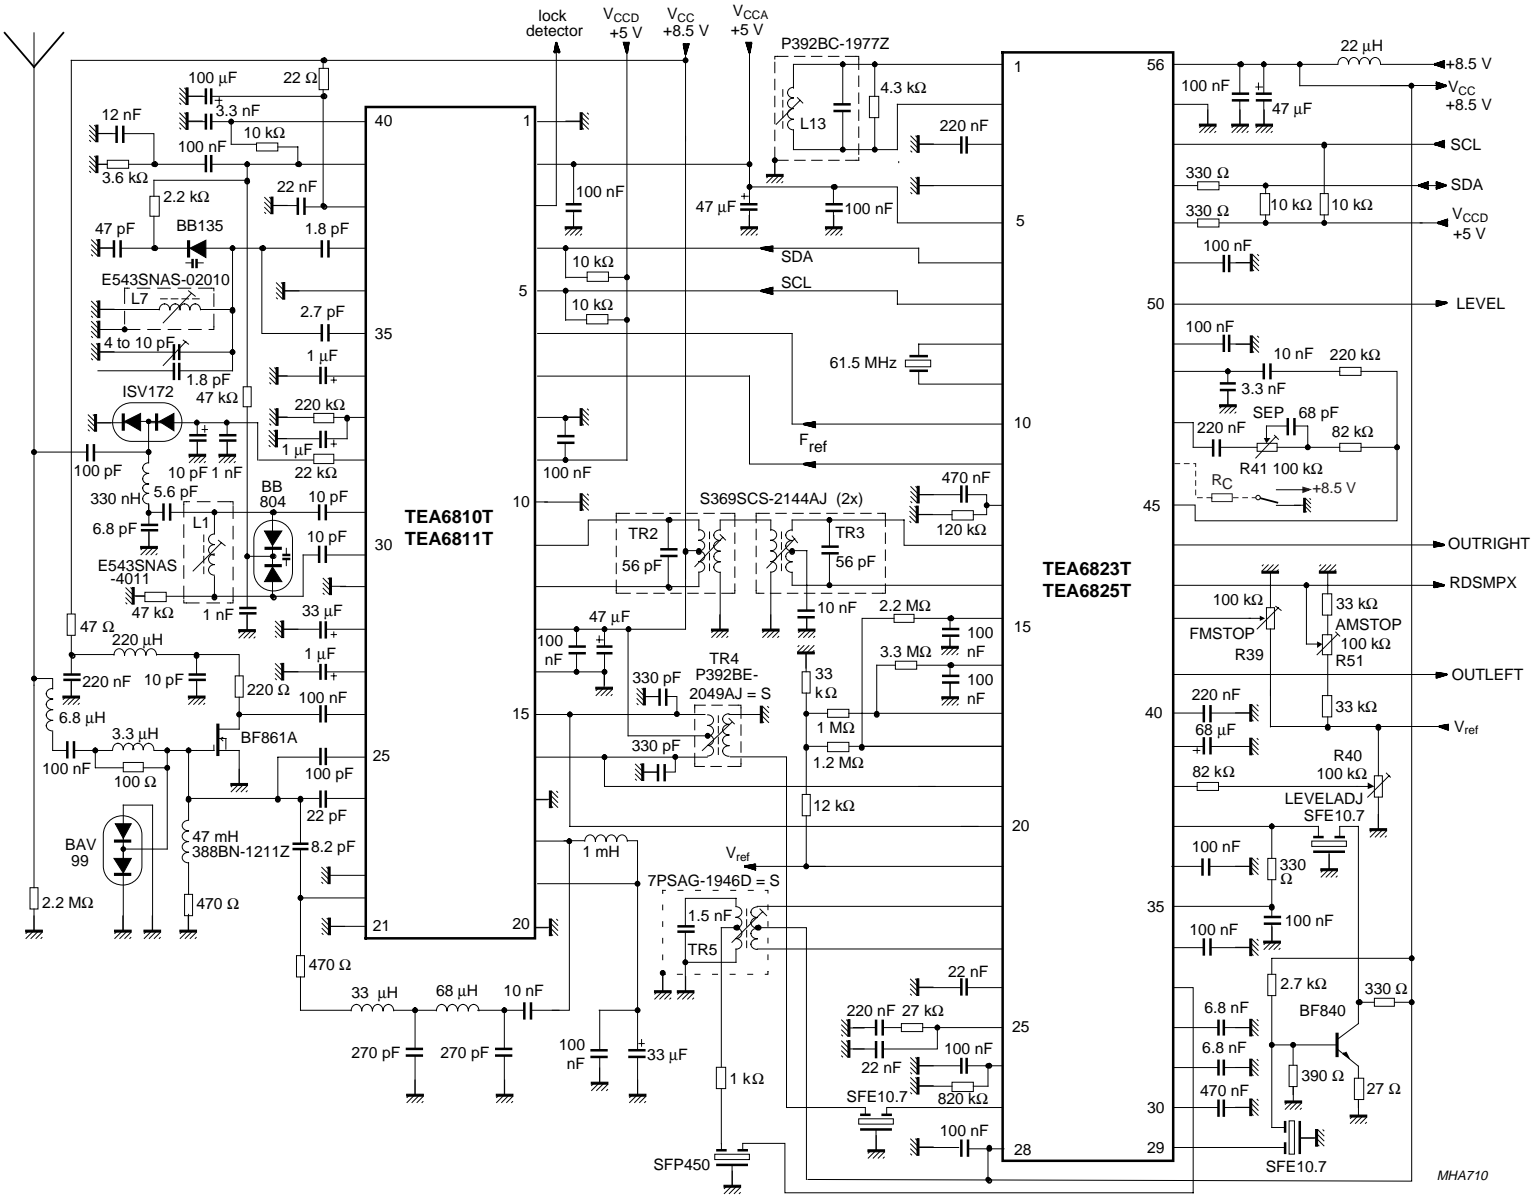 lock
detector
VCCD
+5 V
VCC
+8.5 V
VCCA
+5 V
P392BC-1977Z
L13
4.3 kΩ
220 nF
22 μH
+8.5 V
VCC
+8.5 V
100 nF
47 μF
SCL
330 Ω
SDA
10 kΩ
10 kΩ
330 Ω
VCCD
+5 V
100 nF
100 μF
22 Ω
3.3 nF
12 nF
10 kΩ
100 nF
3.6 kΩ
2.2 kΩ
22 nF
47 pF
BB135
1.8 pF
E543SNAS-02010
L7
4 to 10 pF
1.8 pF
2.7 pF
1 μF
ISV172
47 kΩ
220 kΩ
1 μF
22 kΩ
100 pF
10 pF
1 nF
330 nH
5.6 pF
6.8 pF
L1
BB
804
10 pF
10 pF
E543SNAS
-4011
47 kΩ
1 nF
33 μF
1 μF
47 Ω
220 μH
220 nF
10 pF
220 Ω
100 nF
6.8 μH
3.3 μH
BF861A
100 nF
100 Ω
100 pF
22 pF
BAV
99
47 mH
388BN-1211Z
8.2 pF
2.2 MΩ
470 Ω
470 Ω
33 μH
68 μH
10 nF
270 pF
270 pF
100
nF
33 μF
40
35
30
25
21
1
5
10
15
20
TEA6810T
TEA6811T
100 nF
47 μF
100 nF
10 kΩ
SDA
10 kΩ
SCL
61.5 MHz
Fref
100 nF
S369SCS-2144AJ (2x)
TR2
56 pF
TR3
56 pF
470 nF
120 kΩ
10 nF
2.2 MΩ
100
nF
3.3 MΩ
100
nF
100
nF
47 μF
33
kΩ
1 MΩ
1.2 MΩ
12 kΩ
TR4
P392BE-
2049AJ = S
330 pF
330 pF
1 mH
Vref
7PSAG-1946D = S
1.5 nF
TR5
22 nF
220 nF
27 kΩ
22 nF
100 nF
820 kΩ
SFE10.7
1 kΩ
SFP450
100 nF
1
5
10
15
20
25
28
56
50
45
40
35
30
29
TEA6823T
TEA6825T
LEVEL
100 nF
10 nF
220 kΩ
3.3 nF
SEP
68 pF
220 nF
82 kΩ
R41 100 kΩ
RC
+8.5 V
OUTRIGHT
RDSMPX
100 kΩ
FMSTOP
R39
33 kΩ
AMSTOP
100 kΩ
R51
OUTLEFT
220 nF
33 kΩ
Vref
68 μF
R40
100 kΩ
82 kΩ
LEVELADJ
SFE10.7
100 nF
330
Ω
100 nF
100 nF
2.7 kΩ
330 Ω
BF840
6.8 nF
6.8 nF
390 Ω
27 Ω
470 nF
SFE10.7
MHA710